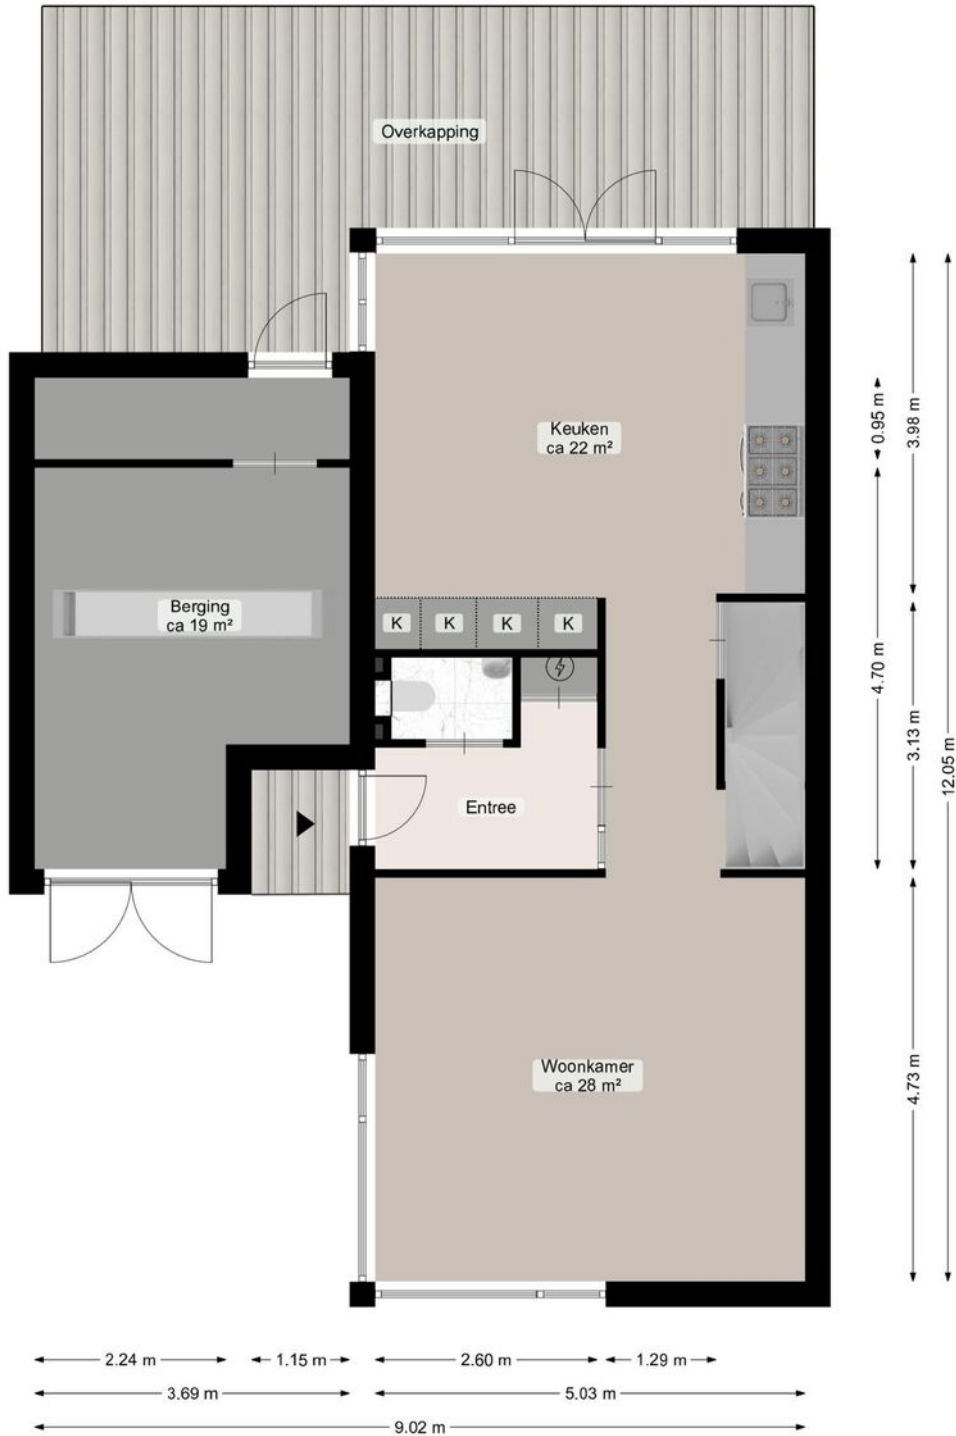 Overkapping
Keuken
ca 22 m²
0.95 m
3.98 m
Berging
ca 19 m²
K
K
K
K
4.70 m
3.13 m
12.05 m
Entree
Woonkamer
ca 28 m²
4.73 m
2.24 m
1.15 m
2.60 m
1.29 m
3.69 m
5.03 m
9.02 m